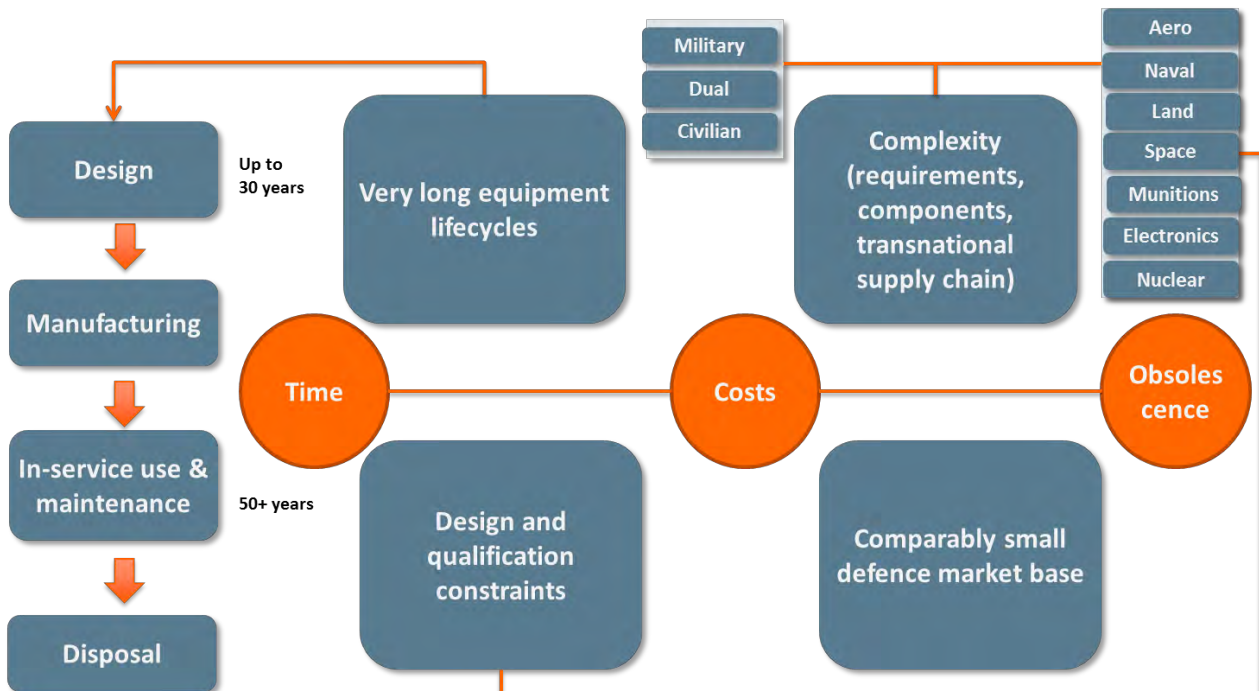 Design
Up to
30 years
Manufacturing
In-service use &
maintenance
50+ years
Disposal
Very long equipment
lifecycles
Military
Dual
Civilian
Complexity
(requirements,
components,
transnational
supply chain)
Aero
Naval
Land
Space
Munitions
Electronics
Nuclear
Time
Costs
Obsoles
cence
Design and
qualification
constraints
Comparably small
defence market base